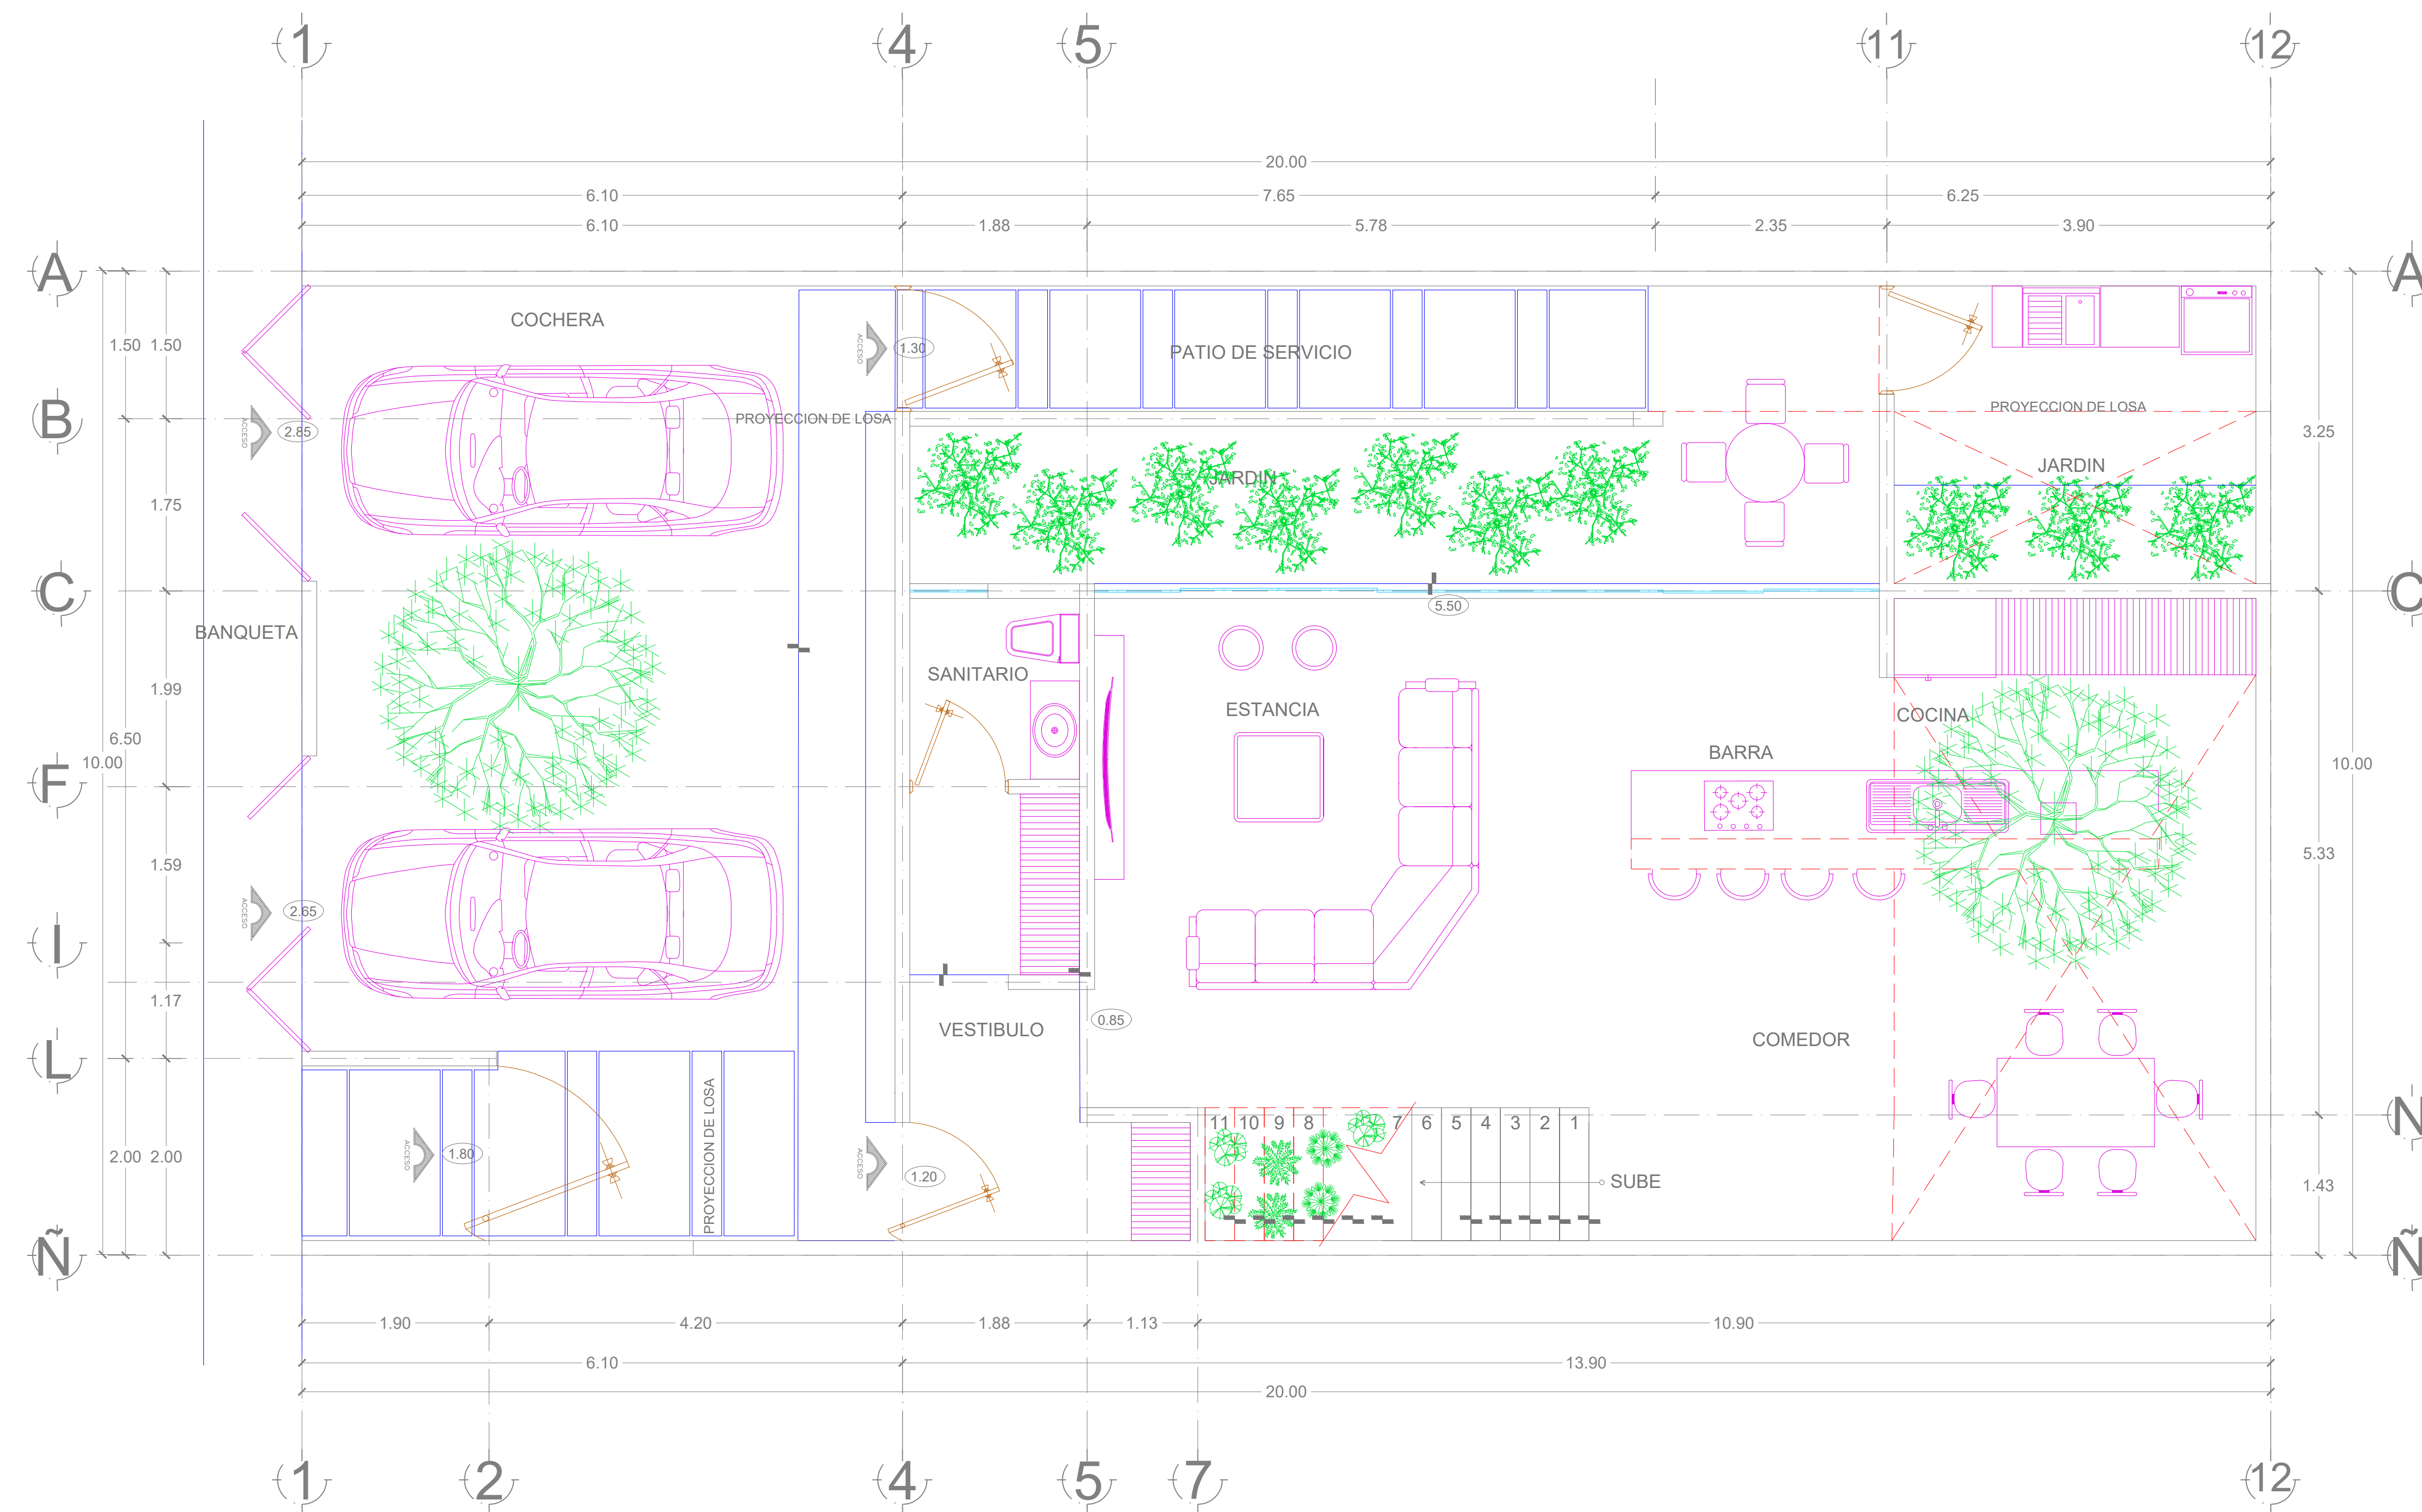 1 4 5 11 12
20.00
6.10 7.65 6.25
6.10 1.88 5.78 2.35 3.90
A A
COCHERA
1.50 1.50
ACCESO 1.30
PATIO DE SERVICIO
B
PROYECCION DE LOSA
PROYECCION DE LOSA
ACCESO 2.85
3.25
JARDIN
JARDIN
1.75
C C
5.50
BANQUETA
SANITARIO
1.99
ESTANCIA
COCINA
6.50
BARRA
10.00
10.00
F
1.59
5.33
ACCESO 2.65
I
1.17
VESTIBULO
0.85
COMEDOR
L
11 10 9 8 7 6 5 4 3 2 1
N
2.00 2.00
ACCESO 1.80
PROYECCION DE LOSA
ACCESO 1.20
SUBE
1.43
Ñ Ñ
1.90 4.20 1.88 1.13 10.90
6.10 13.90
20.00
1 2 4 5 7 12